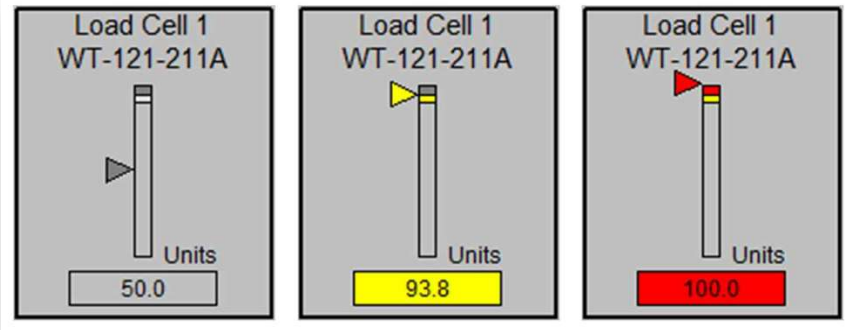 Load Cell 1
WT-121-211A
Units
50.0
Load Cell 1
WT-121-211A
Units
93.8
Load Cell 1
WT-121-211A
Units
100.0